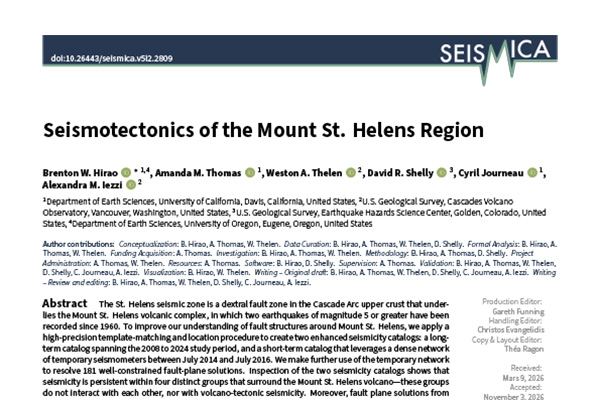 doi:10.26443/seismica.v5i2.2809
SEISMICA
Seismotectonics of the Mount St. Helens Region
Brenton W. Hirao * 1,4, Amanda M. Thomas 1, Weston A. Thelen 2, David R. Shelly 3, Cyril Journeau 1,
Alexandra M. Iezzi 2
1Department of Earth Sciences, University of California, Davis, California, United States, 2U.S. Geological Survey, Cascades Volcano
Observatory, Vancouver, Washington, United States, 3U.S. Geological Survey, Earthquake Hazards Science Center, Golden, Colorado, United
States, 4Department of Earth Sciences, University of Oregon, Eugene, Oregon, United States
Author contributions: Conceptualization: B. Hirao, A. Thomas, W. Thelen. Data Curation: B. Hirao, A. Thomas, W. Thelen, D. Shelly. Formal Analysis: B. Hirao, A.
Thomas, W. Thelen. Funding Acquisition: A. Thomas. Investigation: B. Hirao, A. Thomas, W. Thelen. Methodology: B. Hirao, A. Thomas, D. Shelly. Project
Administration: A. Thomas, W. Thelen. Resources: A. Thomas. Software: B. Hirao, D. Shelly. Supervision: A. Thomas. Validation: B. Hirao, A. Thomas, W. Thelen,
D. Shelly, C. Journeau, A. Iezzi. Visualization: B. Hirao, W. Thelen. Writing – Original draft: B. Hirao, A. Thomas, W. Thelen, D. Shelly, C. Journeau, A. Iezzi. Writing
– Review and editing: B. Hirao, A. Thomas, W. Thelen, D. Shelly, C. Journeau, A. Iezzi.
Abstract The St. Helens seismic zone is a dextral fault zone in the Cascade Arc upper crust that under-
lies the Mount St. Helens volcanic complex, in which two earthquakes of magnitude 5 or greater have been
recorded since 1960. To improve our understanding of fault structures around Mount St. Helens, we apply a
high-precision template-matching and location procedure to create two enhanced seismicity catalogs: a long-
term catalog spanning the 2008 to 2024 study period, and a short-term catalog that leverages a dense network
of temporary seismometers between July 2014 and July 2016. We make further use of the temporary network
to resolve 181 well-constrained fault-plane solutions. Inspection of the two seismicity catalogs shows that
seismicity is persistent within four distinct groups that surround the Mount St. Helens volcano—these groups
do not interact with each other, nor with volcano-tectonic seismicity. Moreover, fault plane solutions from
Production Editor:
Gareth Funning
Handling Editor:
Christos Evangelidis
Copy & Layout Editor:
Théa Ragon
Received:
Mars 9, 2026
Accepted:
November 3, 2026